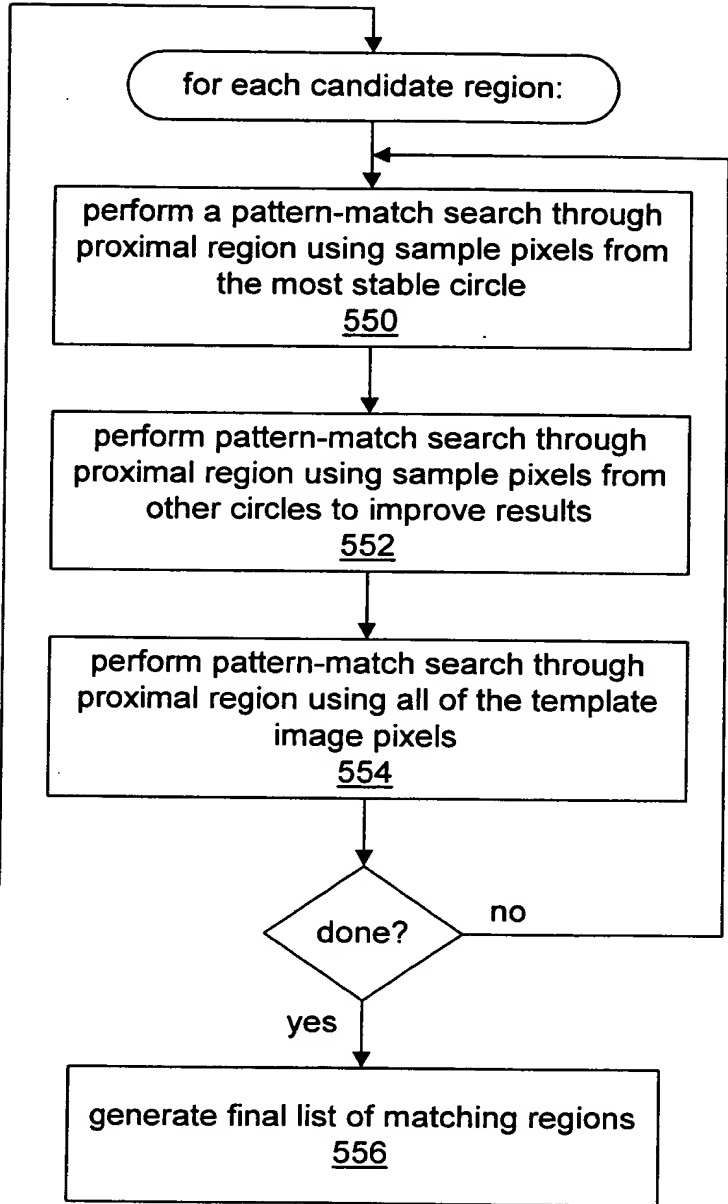 for each candidate region:
perform a pattern-match search through
proximal region using sample pixels from
the most stable circle
550
perform pattern-match search through
proximal region using sample pixels from
other circles to improve results
552
perform pattern-match search through
proximal region using all of the template
image pixels
554
done?
no
yes
generate final list of matching regions
556